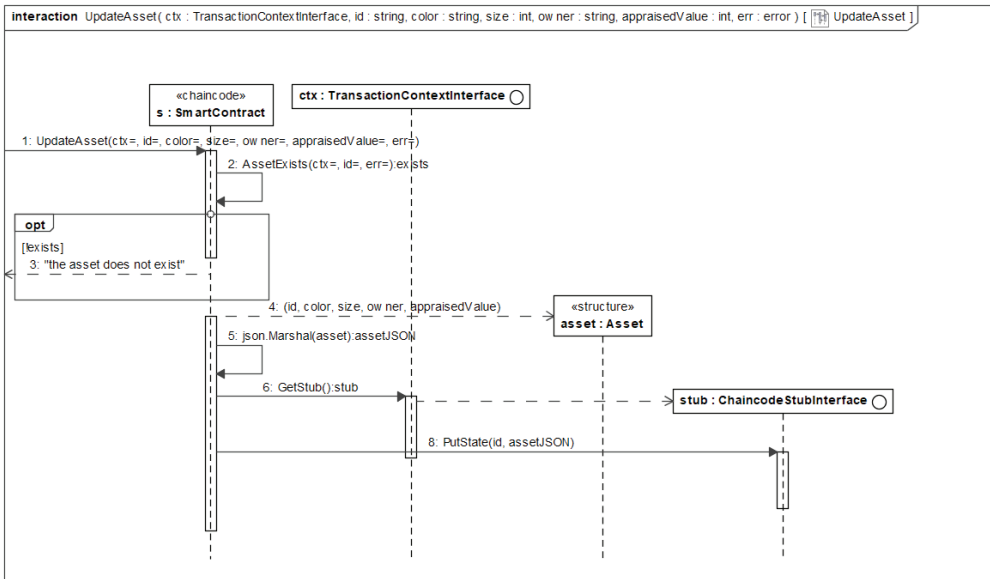 interaction UpdateAsset( ctx : TransactionContextInterface, id : string, color : string, size : int, ow ner : string, appraisedValue : int, err : error ) [ UpdateAsset ]
«chaincode»
s : SmartContract
ctx : TransactionContextInterface
1: UpdateAsset(ctx=, id=, color=, size=, ow ner=, appraisedValue=, err=)
2: AssetExists(ctx=, id=, err=):exists
opt
[!exists]
3: "the asset does not exist"
4: (id, color, size, ow ner, appraisedValue)
«structure»
asset : Asset
5: json.Marshal(asset):assetJSON
6: GetStub():stub
stub : ChaincodeStubInterface
8: PutState(id, assetJSON)